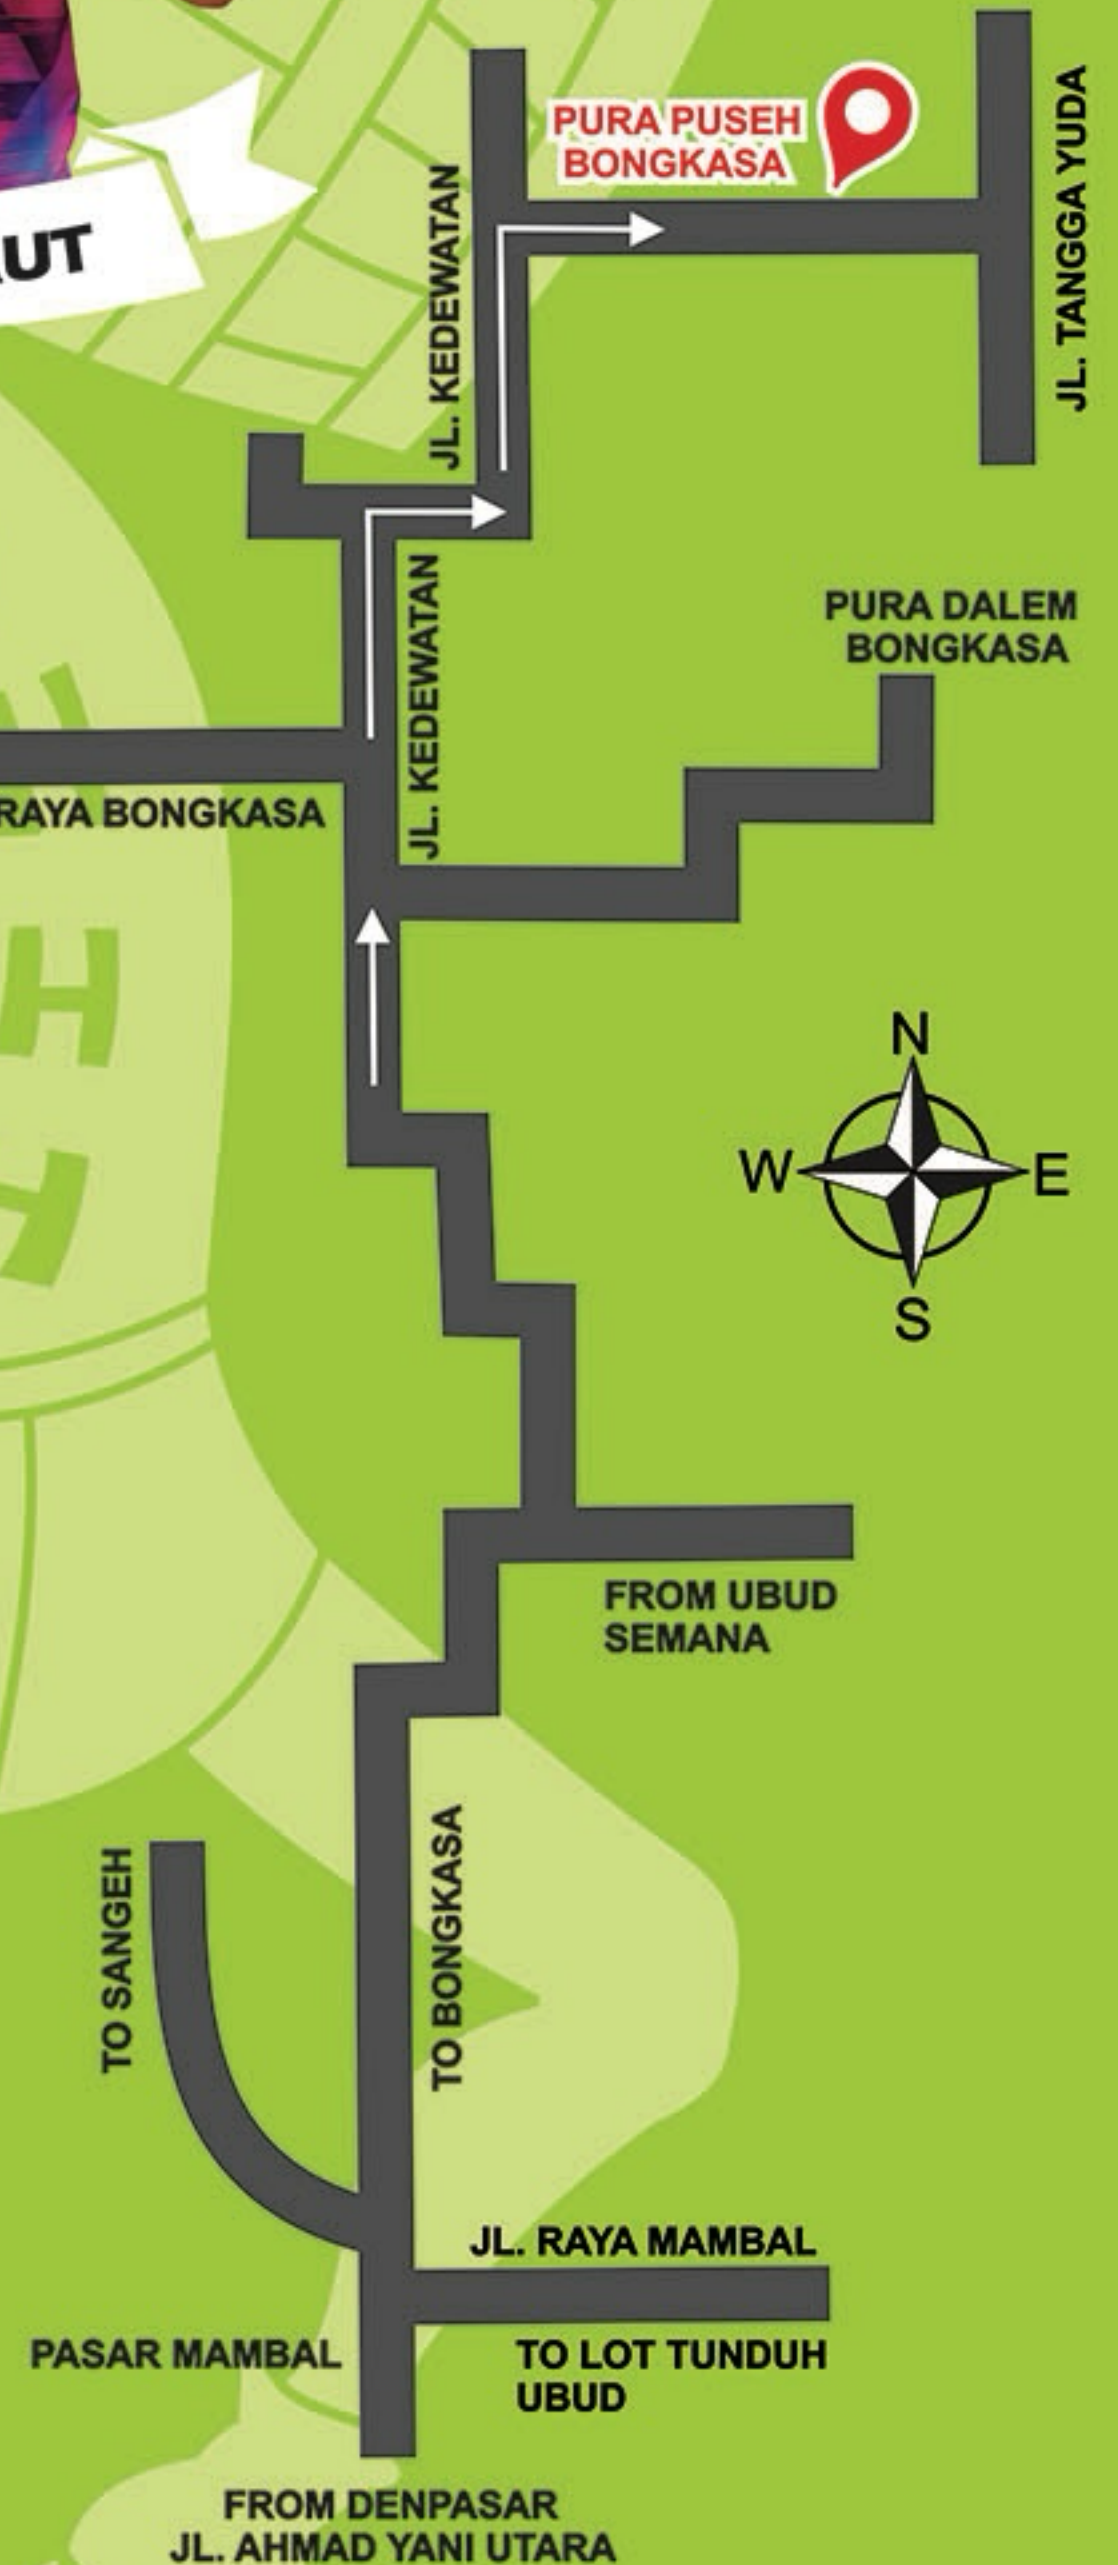 PURA PUSEH
BONGKASA
JL. TANGGA YUDA
JL. KEDEWATAN
PURA DALEM
BONGKASA
JL. KEDEWATAN
RAYA BONGKASA
N
W
E
S
FROM UBUD
SEMANA
TO SANGEH
TO BONGKASA
JL. RAYA MAMBAL
PASAR MAMBAL
TO LOT TUNDUH
UBUD
FROM DENPASAR
JL. AHMAD YANI UTARA